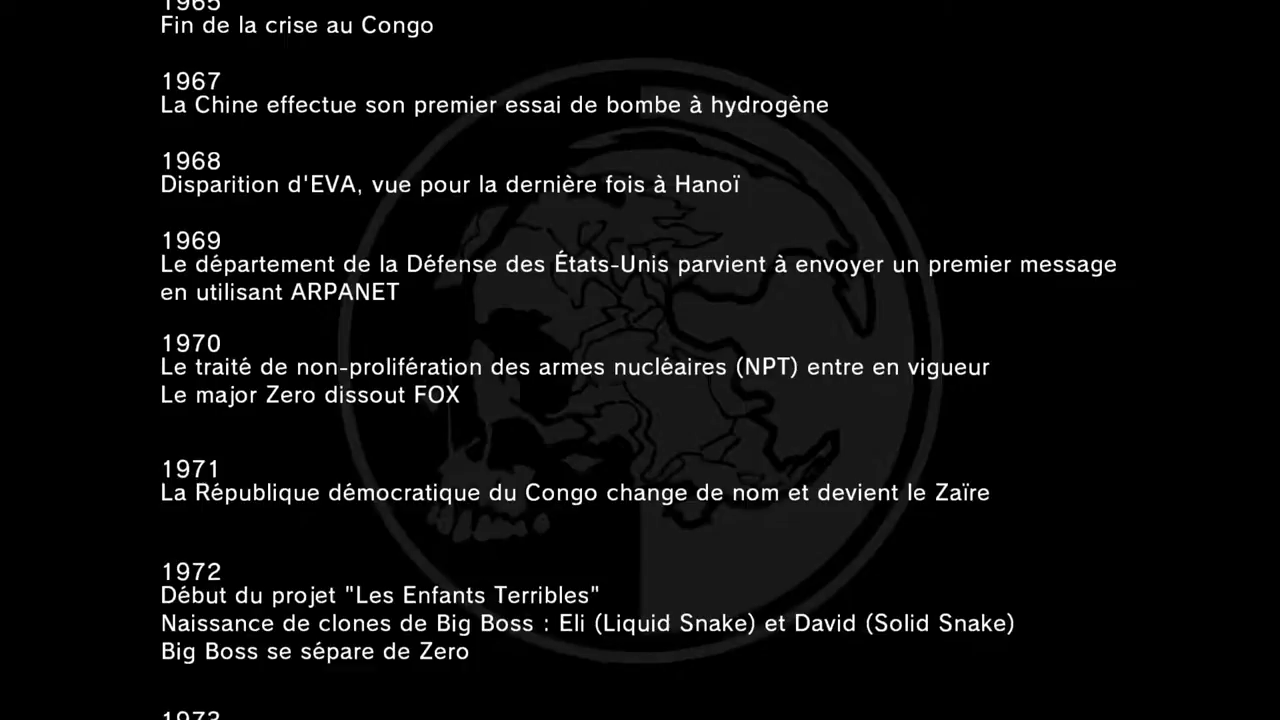 1965
Fin de la crise au Congo
1967
La Chine effectue son premier essai de bombe à hydrogène
1968
Disparition d'EVA, vue pour la dernière fois à Hanoï
1969
Le département de la Défense des États-Unis parvient à envoyer un premier message
en utilisant ARPANET
1970
Le traité de non-prolifération des armes nucléaires (NPT) entre en vigueur
Le major Zero dissout FOX
1971
La République démocratique du Congo change de nom et devient le Zaïre
1972
Début du projet "Les Enfants Terribles"
Naissance de clones de Big Boss : Eli (Liquid Snake) et David (Solid Snake)
Big Boss se sépare de Zero
1973